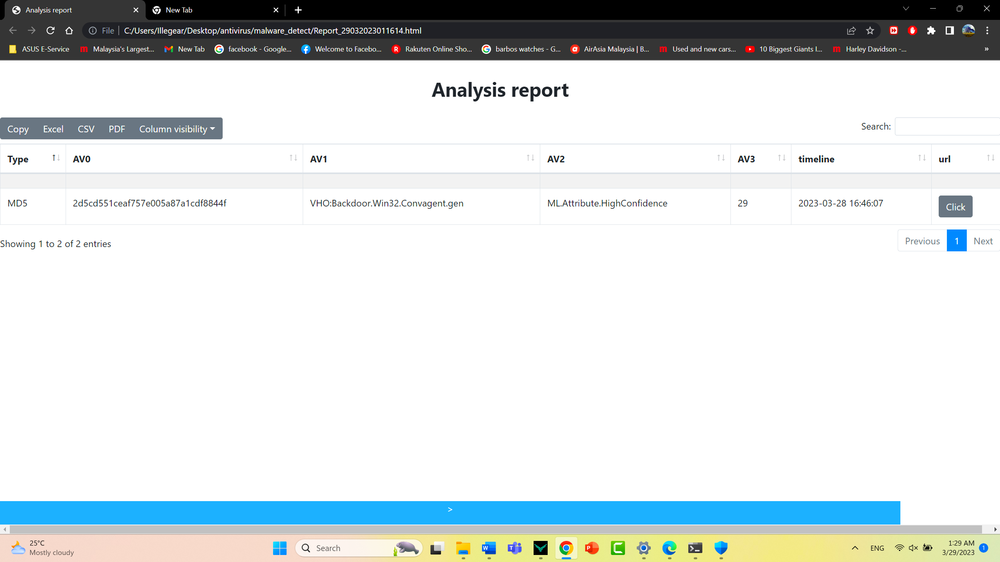 Analysis report
New Tab
File
C:/Users/Illegear/Desktop/antivirus/malware_detect/Report_29032023011614.html
ASUS E-Service
Malaysia's Largest...
New Tab
facebook - Google...
Welcome to Facebo...
Rakuten Online Sho...
barbos watches - G...
AirAsia Malaysia | B...
Used and new cars...
10 Biggest Giants I...
Harley Davidson -...
»
Analysis report
Copy Excel CSV PDF Column visibility
Search:
Type AV0 AV1 AV2 AV3 timeline url
MD5 2d5cd551ceaf757e005a87a1cdf8844f VHO:Backdoor.Win32.Convagent.gen ML.Attribute.HighConfidence 29 2023-03-28 16:46:07 Click
Showing 1 to 2 of 2 entries
Previous 1 Next
>
25°C
Mostly cloudy
Search
ENG
1:29 AM
3/29/2023
1